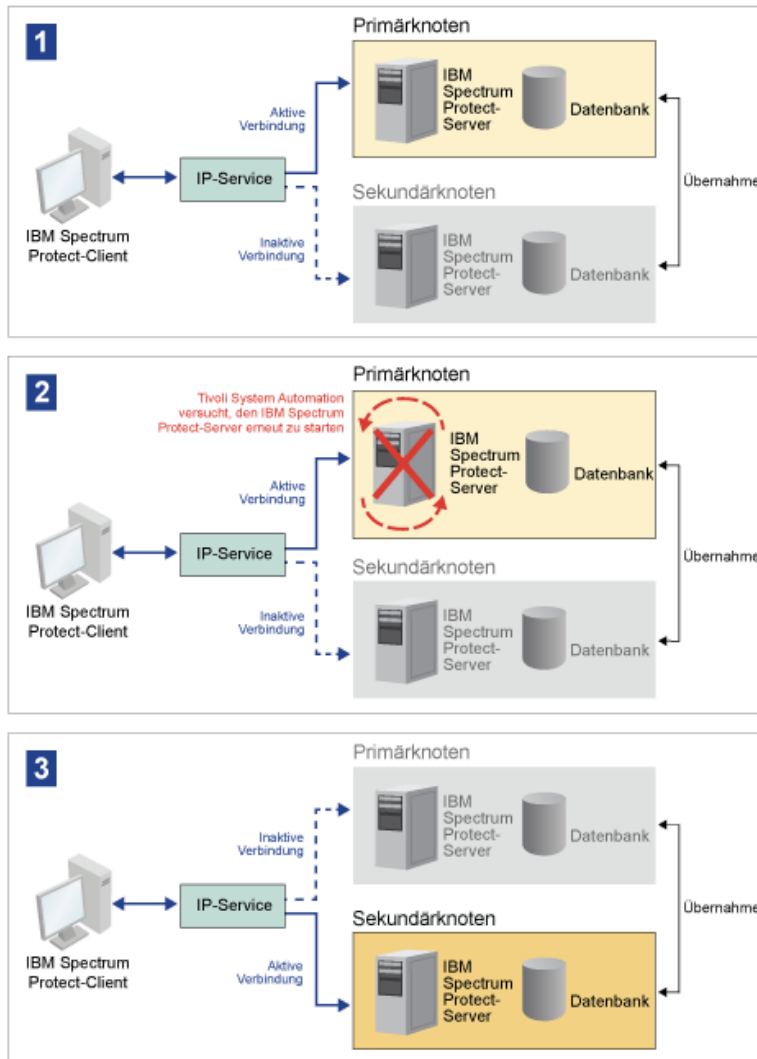 1
Primärknoten
IBM
Spectrum
Protect-
Server
Datenbank
Aktive
Verbindung
IP-Service
Übernahme
Sekundärknoten
IBM Spectrum
Protect-Client
Inaktive
Verbindung
IBM
Spectrum
Protect-
Server
Datenbank
2
Primärknoten
Tivoli System Automation
versucht, den IBM Spectrum
Protect-Server erneut zu starten
IBM
Spectrum
Protect-
Server
Datenbank
Aktive
Verbindung
IP-Service
Übernahme
Sekundärknoten
IBM Spectrum
Protect-Client
Inaktive
Verbindung
IBM
Spectrum
Protect-
Server
Datenbank
3
Primärknoten
IBM
Spectrum
Protect-
Server
Datenbank
Inaktive
Verbindung
IP-Service
Übernahme
Sekundärknoten
IBM Spectrum
Protect-Client
Aktive
Verbindung
IBM
Spectrum
Protect-
Server
Datenbank